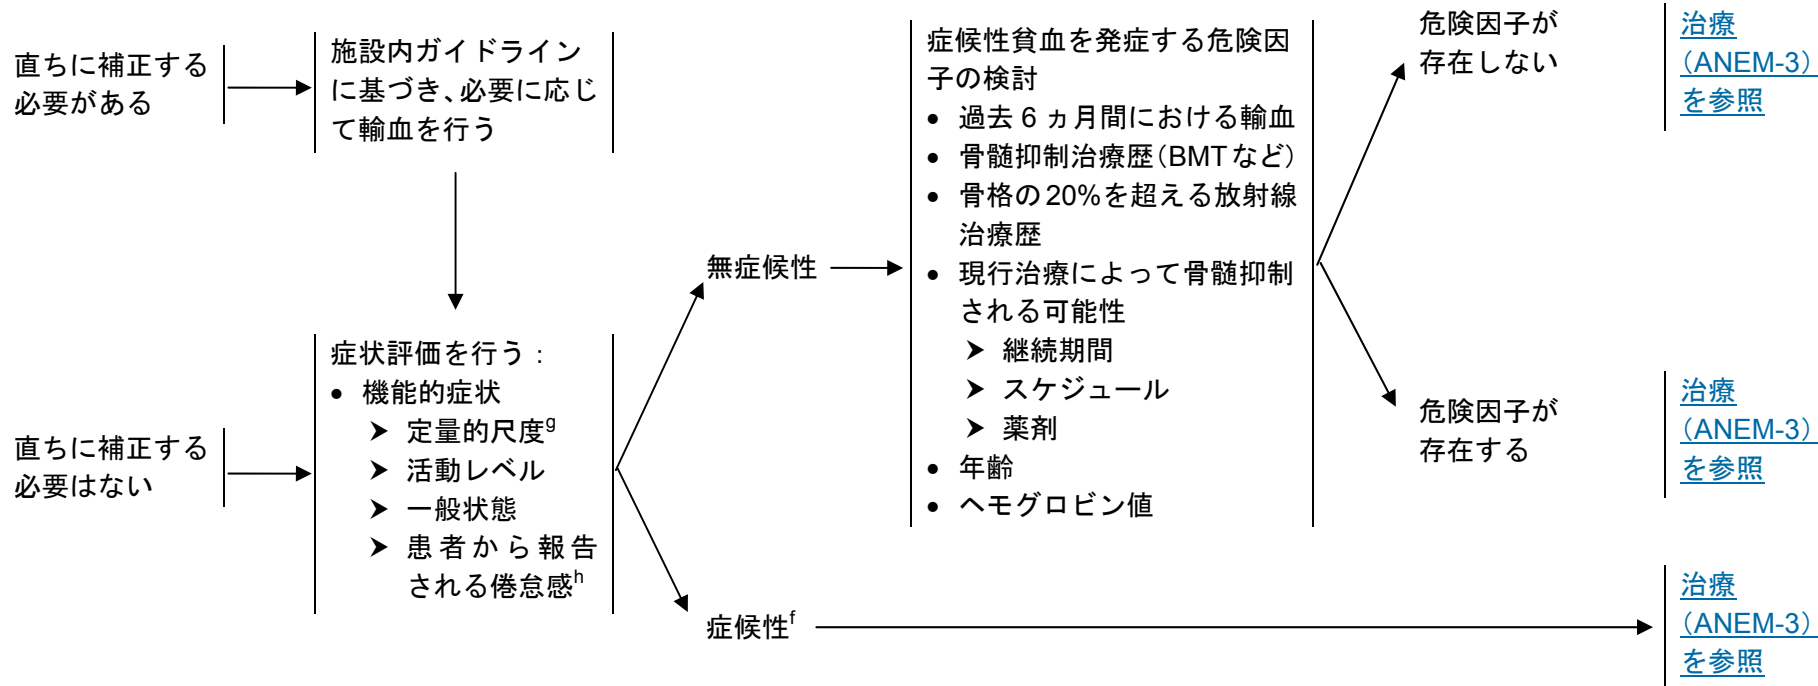 直ちに補正する
必要がある
施設内ガイドライン
に基づき、必要に応じ
て輸血を行う
直ちに補正する
必要はない
症状評価を行う：
• 機能的症状
➤ 定量的尺度g
➤ 活動レベル
➤ 一般状態
➤ 患者から報告
される倦怠感h
無症候性
症候性f
症候性貧血を発症する危険因
子の検討
• 過去 6 ヵ月間における輸血
• 骨髄抑制治療歴（BMTなど）
• 骨格の20%を超える放射線
治療歴
• 現行治療によって骨髄抑制
される可能性
➤ 継続期間
➤ スケジュール
➤ 薬剤
• 年齢
• ヘモグロビン値
危険因子が
存在しない
治療
（ANEM-3）
を参照
危険因子が
存在する
治療
（ANEM-3）
を参照
治療
（ANEM-3）
を参照